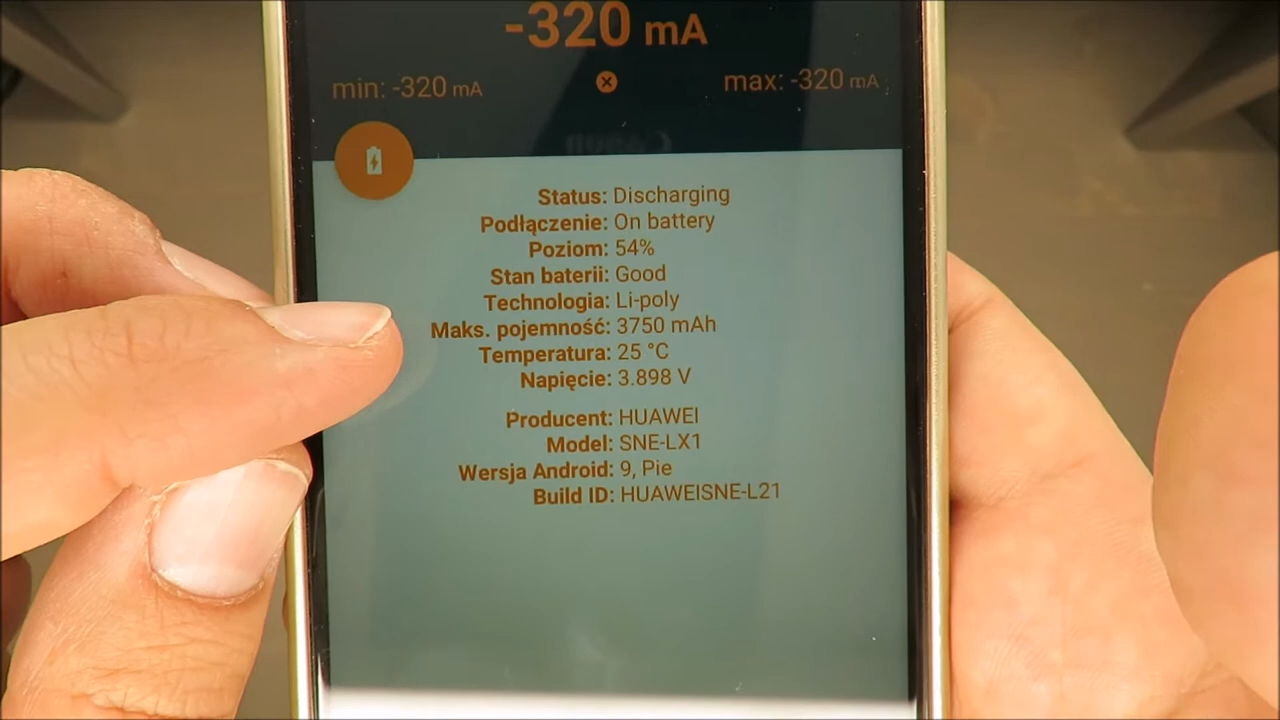 -320 mA
min: -320 mA
max: -320 mA
Status: Discharging
Podłączenie: On battery
Poziom: 54%
Stan baterii: Good
Technologia: Li-poly
Maks. pojemność: 3750 mAh
Temperatura: 25 °C
Napięcie: 3.898 V
Producent: HUAWEI
Model: SNE-LX1
Wersja Android: 9, Pie
Build ID: HUAWEISNE-L21